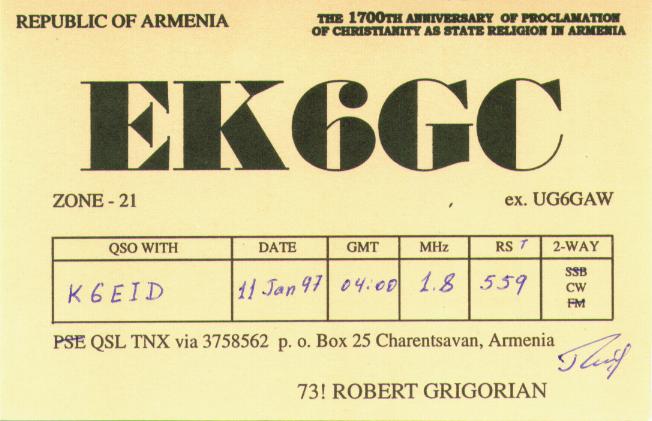 REPUBLIC OF ARMENIA
THE 1700TH ANNIVERSARY OF PROCLAMATION
OF CHRISTIANITY AS STATE RELIGION IN ARMENIA
EK6GC
ZONE - 21 ex. UG6GAW
QSO WITH DATE GMT MHz RST 2-WAY
K6EID 11 Jan 97 04:00 1.8 559 SSB
CW
FM
PSE QSL TNX via 3758562 p. o. Box 25 Charentsavan, Armenia
73! ROBERT GRIGORIAN